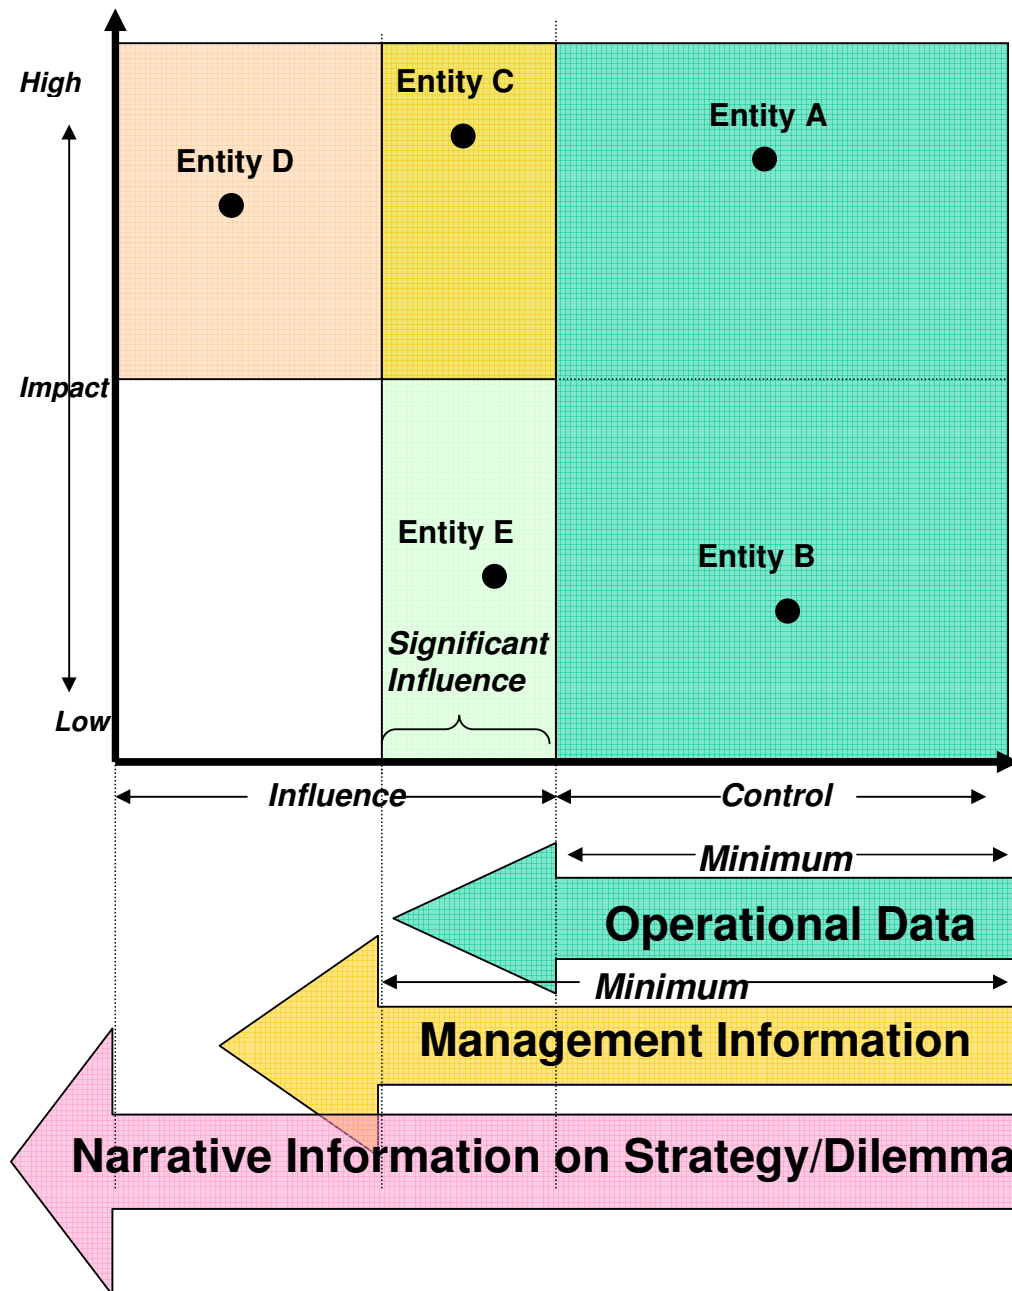 High
Entity C
Entity A
Entity D
Impact
Entity E
Entity B
Significant
Influence
Low
Influence
Control
Minimum
Operational Data
Minimum
Management Information
Narrative Information on Strategy/Dilemma